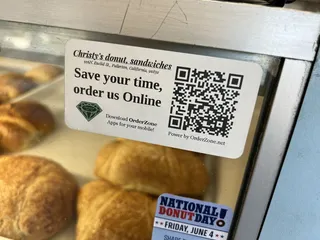 Christy's donut, sandwiches
Save your time,
order us Online
Download OrderZone
Apps for your mobile!
Power by OrderZone.net
NATIONAL
DONUT DAY
FRIDAY, JUNE 4